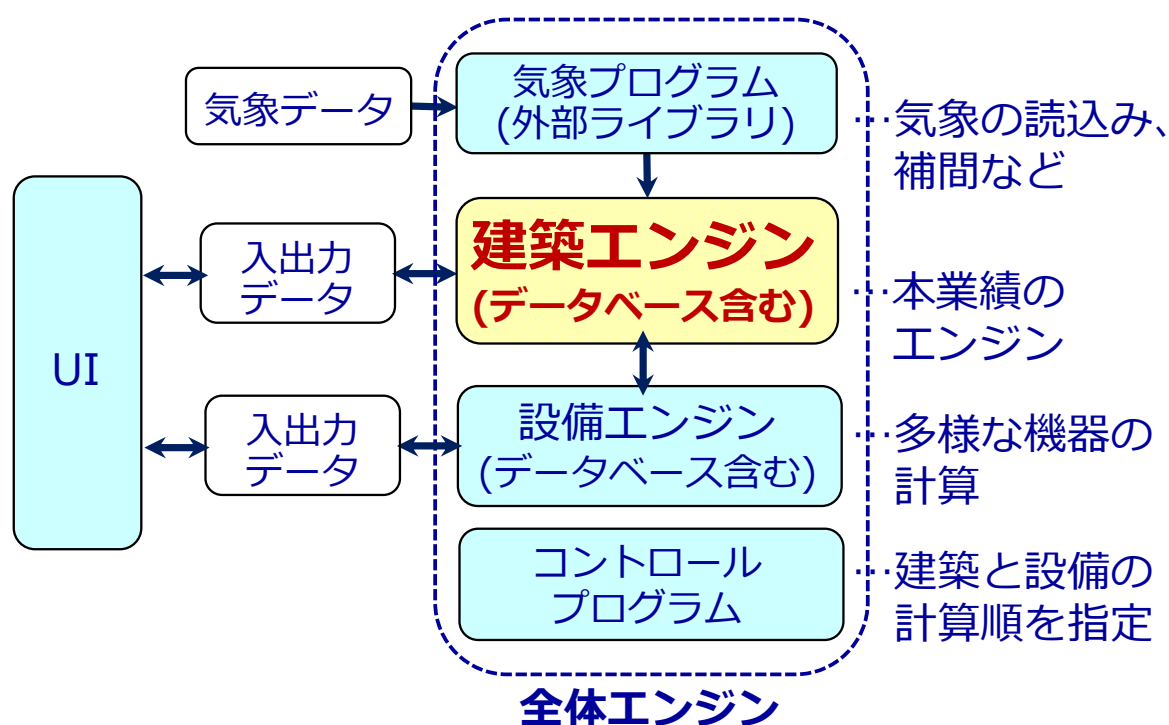 気象データ
気象プログラム
(外部ライブラリ)
…気象の読込み、
補間など
UI
入出力
データ
建築エンジン
(データベース含む)
…本業績の
エンジン
入出力
データ
設備エンジン
(データベース含む)
…多様な機器の
計算
コントロール
プログラム
…建築と設備の
計算順を指定
全体エンジン